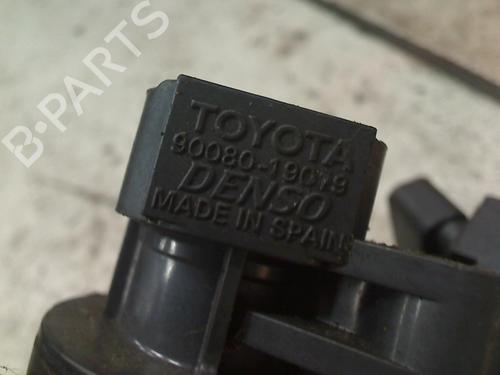 B-PARTS
TOYOTA
90080-19019
DENSO
MADE IN SPAIN